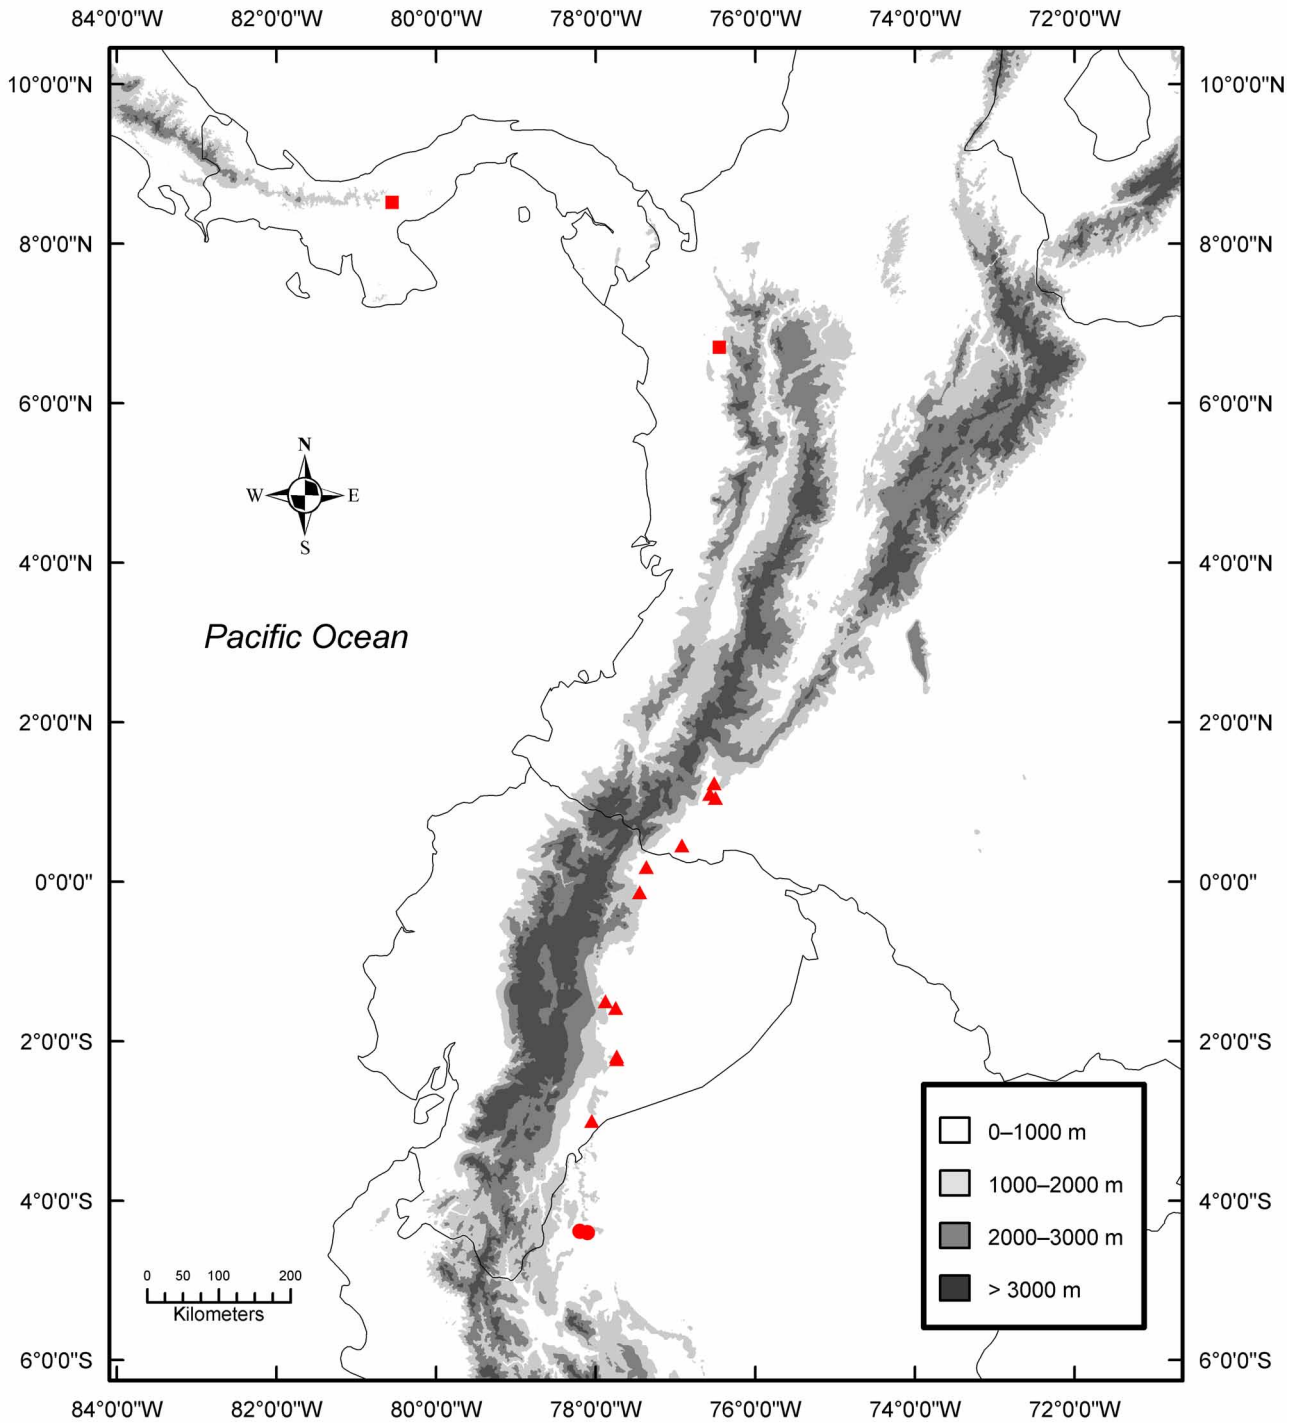 84°0'0"W 82°0'0"W 80°0'0"W 78°0'0"W 76°0'0"W 74°0'0"W 72°0'0"W
10°0'0"N 10°0'0"N
8°0'0"N 8°0'0"N
6°0'0"N 6°0'0"N
N
W E
S
4°0'0"N 4°0'0"N
Pacific Ocean
2°0'0"N 2°0'0"N
0°0'0" 0°0'0"
2°0'0"S 2°0'0"S
0–1000 m
1000–2000 m
4°0'0"S 4°0'0"S
2000–3000 m
> 3000 m
0 50 100 200
Kilometers
6°0'0"S 6°0'0"S
84°0'0"W 82°0'0"W 80°0'0"W 78°0'0"W 76°0'0"W 74°0'0"W 72°0'0"W